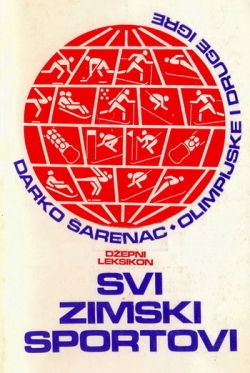 DARKO ŠARENAC • OLIMPIJSKE I DRUGE IGRE
DŽEPNI
LEKSIKON
SVI
ZIMSKI
SPORTOVI